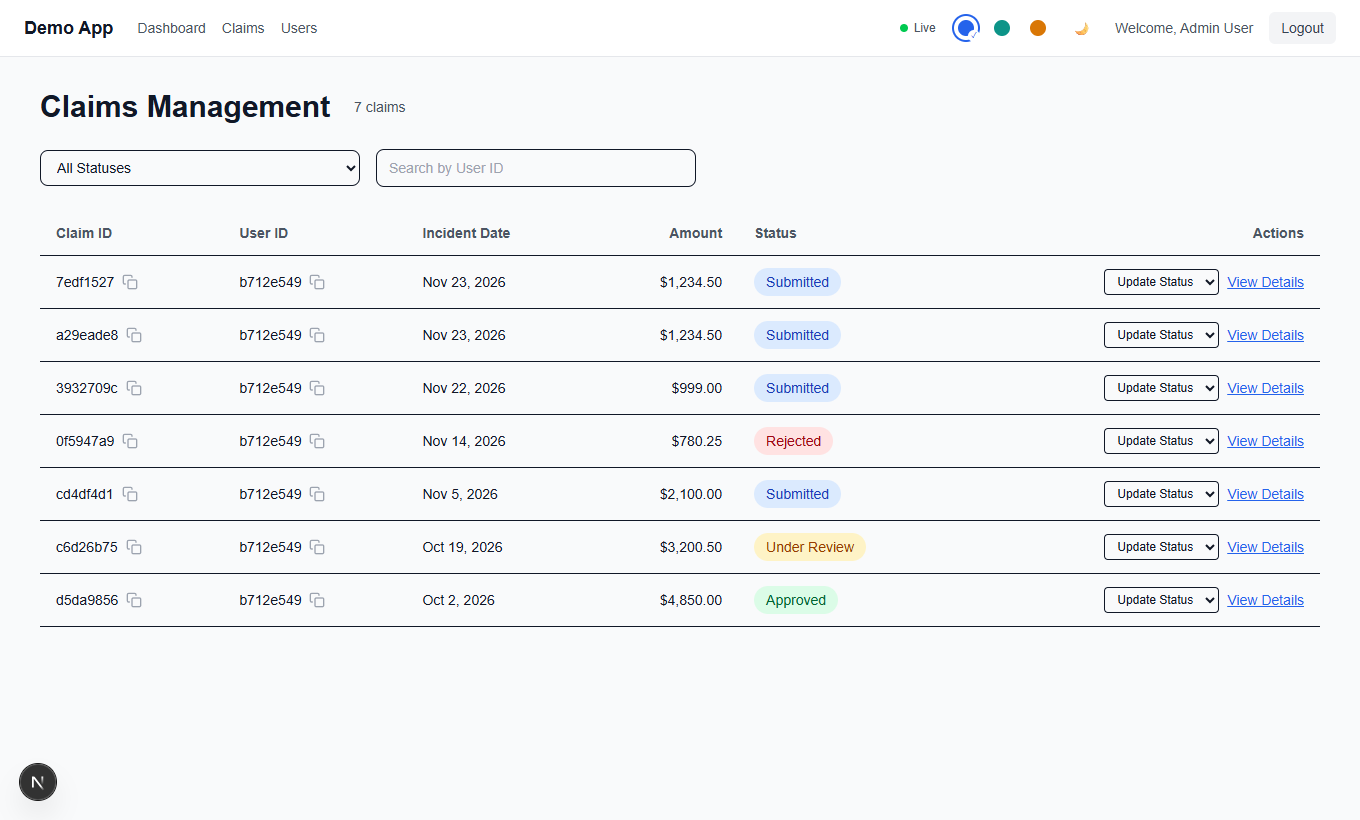 Demo App Dashboard Claims Users Live Welcome, Admin User Logout
Claims Management 7 claims
All Statuses Search by User ID
Claim ID User ID Incident Date Amount Status Actions
7edf1527 b712e549 Nov 23, 2026 $1,234.50 Submitted Update Status View Details
a29eade8 b712e549 Nov 23, 2026 $1,234.50 Submitted Update Status View Details
3932709c b712e549 Nov 22, 2026 $999.00 Submitted Update Status View Details
0f5947a9 b712e549 Nov 14, 2026 $780.25 Rejected Update Status View Details
cd4df4d1 b712e549 Nov 5, 2026 $2,100.00 Submitted Update Status View Details
c6d26b75 b712e549 Oct 19, 2026 $3,200.50 Under Review Update Status View Details
d5da9856 b712e549 Oct 2, 2026 $4,850.00 Approved Update Status View Details
N